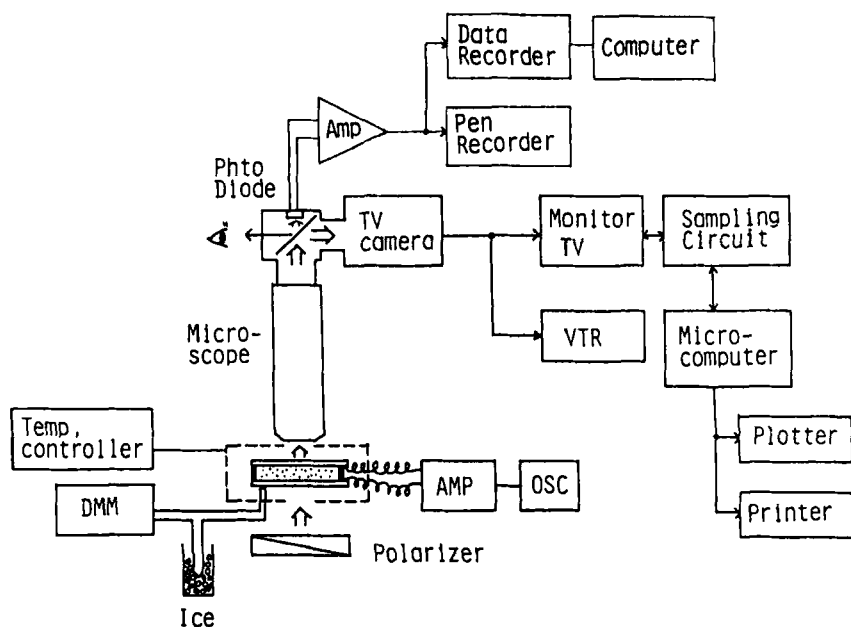 Data
Recorder
Computer
Amp
Pen
Recorder
Phto
Diode
TV
camera
Monitor
TV
Sampling
Circuit
Micro-
scope
VTR
Micro-
computer
Temp.
controller
Plotter
DMM
AMP
OSC
Printer
Polarizer
Ice